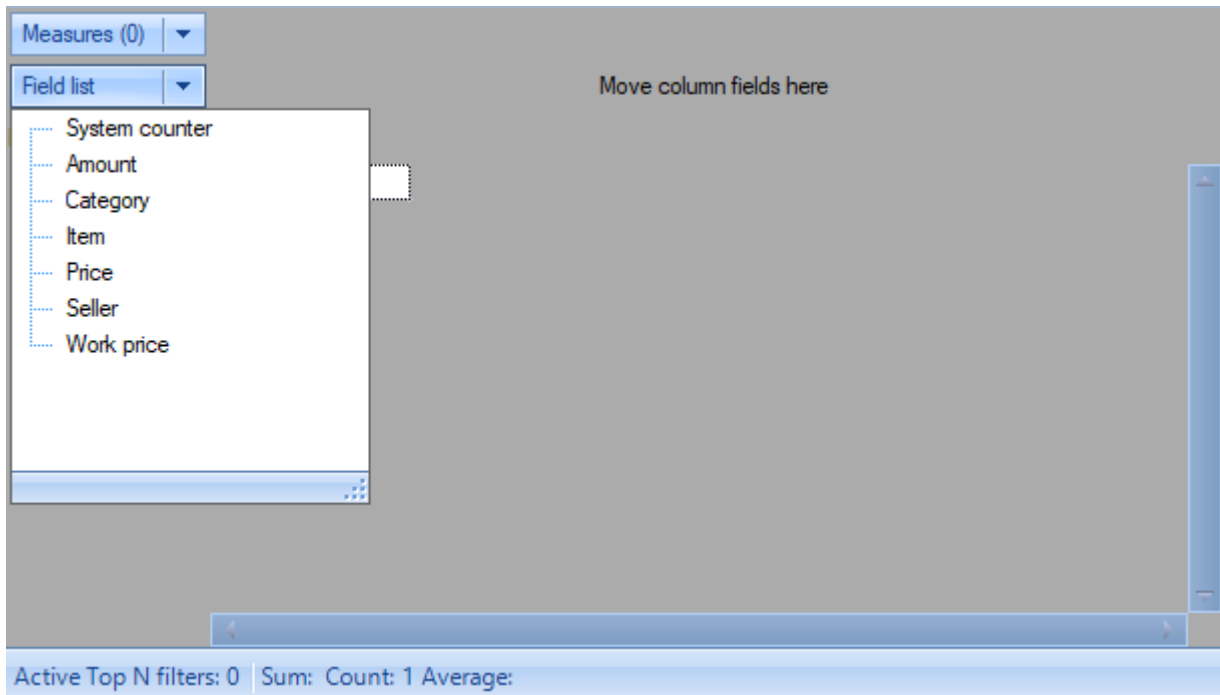 Measures (0)
Field list
Move column fields here
System counter
Amount
Category
Item
Price
Seller
Work price
Active Top N filters: 0 Sum: Count: 1 Average: